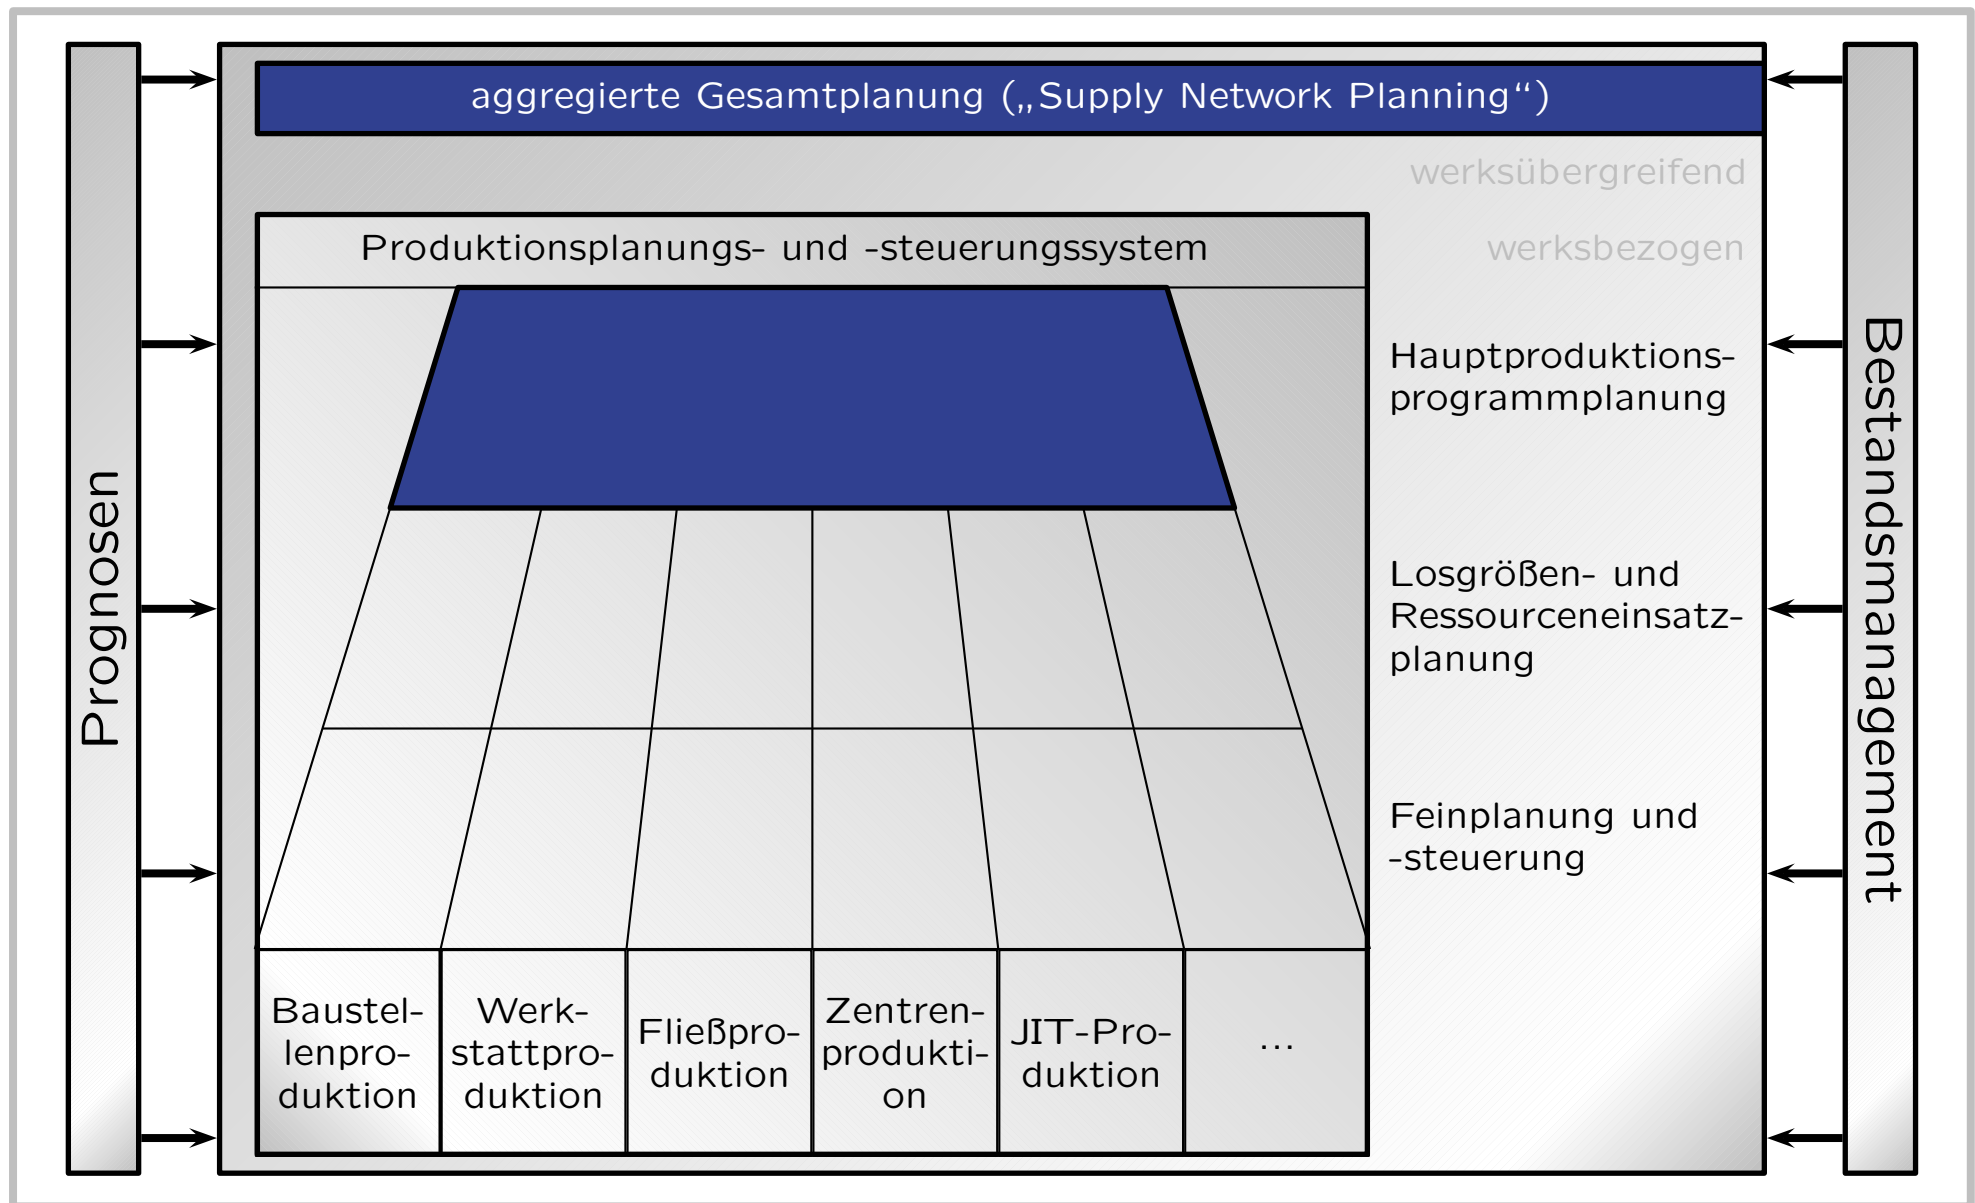 aggregierte Gesamtplanung („Supply Network Planning“)
werksübergreifend
werksbezogen
Produktionsplanungs- und -steuerungssystem
Hauptproduktions-
programmplanung
Losgrößen- und
Ressourceneinsatz-
planung
Feinplanung und
-steuerung
Prognosen
Bestandsmanagement
Baustel-
lenpro-
duktion
Werk-
stattpro-
duktion
Fließpro-
duktion
Zentren-
produkti-
on
JIT-Pro-
duktion
...